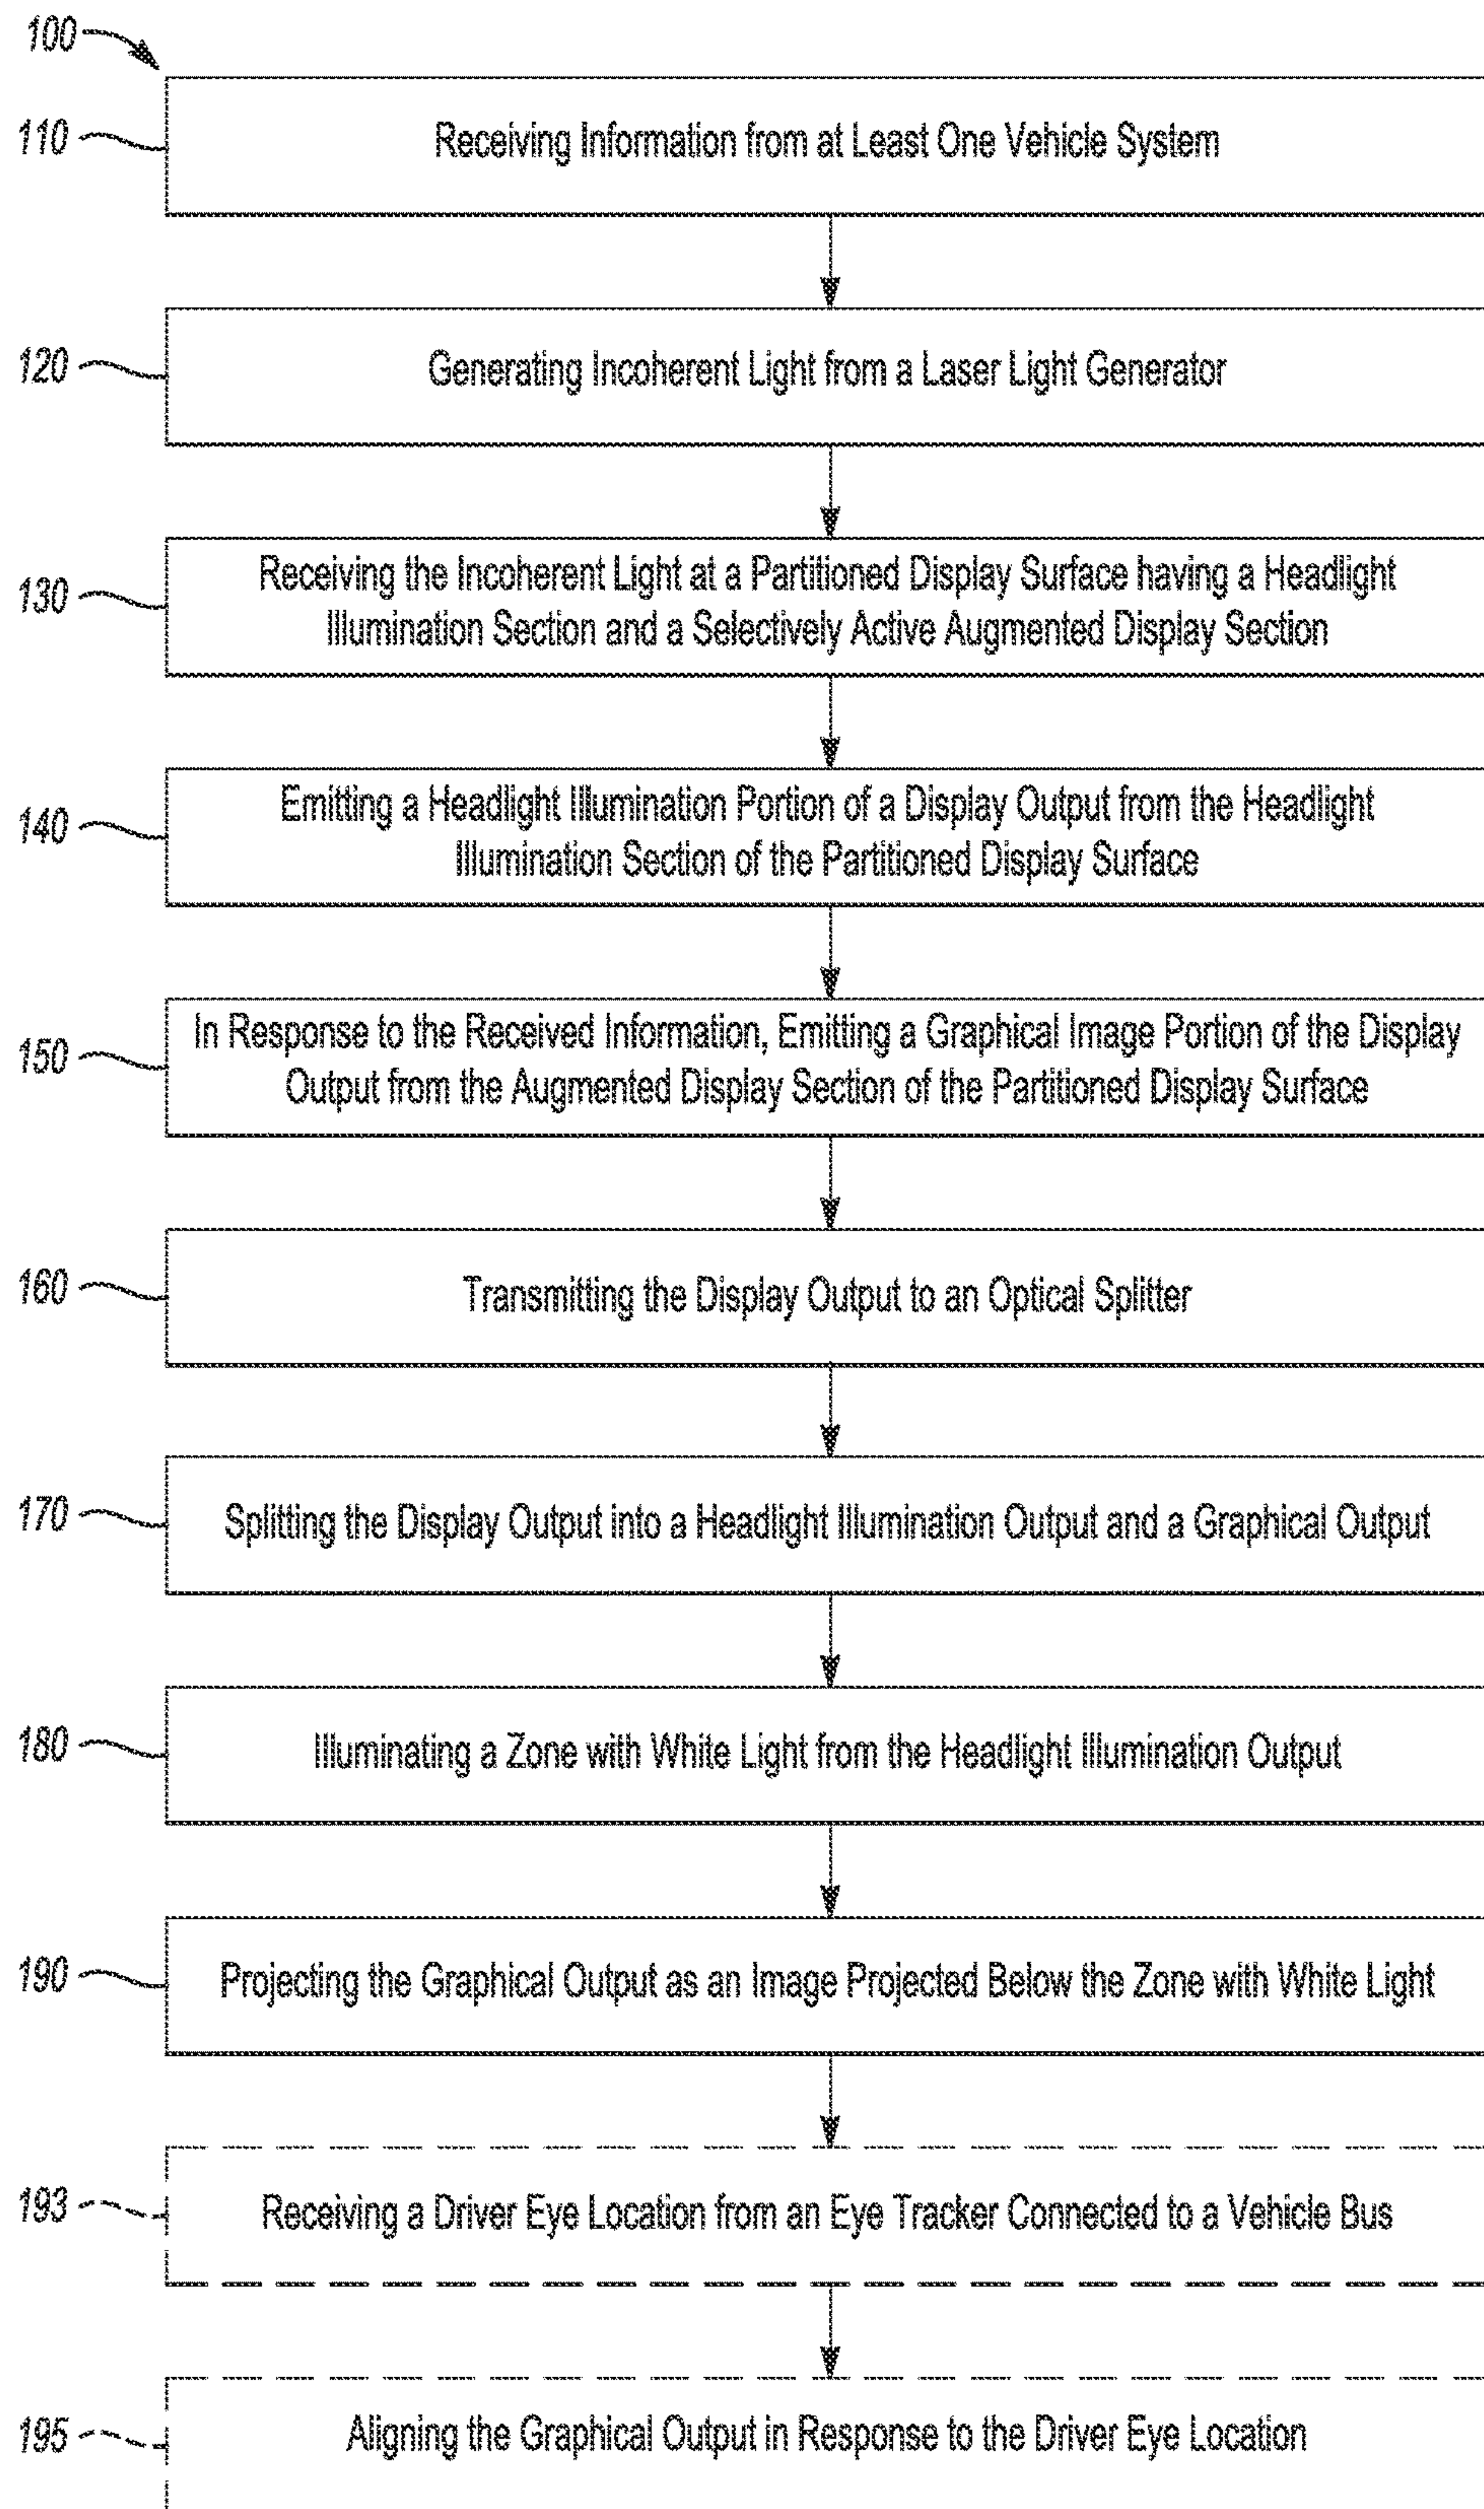 100
110
Receiving Information from at Least One Vehicle System
120
Generating Incoherent Light from a Laser Light Generator
130
Receiving the Incoherent Light at a Partitioned Display Surface having a Headlight
Illumination Section and a Selectively Active Augmented Display Section
140
Emitting a Headlight Illumination Portion of a Display Output from the Headlight
Illumination Section of the Partitioned Display Surface
150
In Response to the Received Information, Emitting a Graphical Image Portion of the Display
Output from the Augmented Display Section of the Partitioned Display Surface
160
Transmitting the Display Output to an Optical Splitter
170
Splitting the Display Output into a Headlight Illumination Output and a Graphical Output
180
Illuminating a Zone with White Light from the Headlight Illumination Output
190
Projecting the Graphical Output as an Image Projected Below the Zone with White Light
193
Receiving a Driver Eye Location from an Eye Tracker Connected to a Vehicle Bus
195
Aligning the Graphical Output in Response to the Driver Eye Location